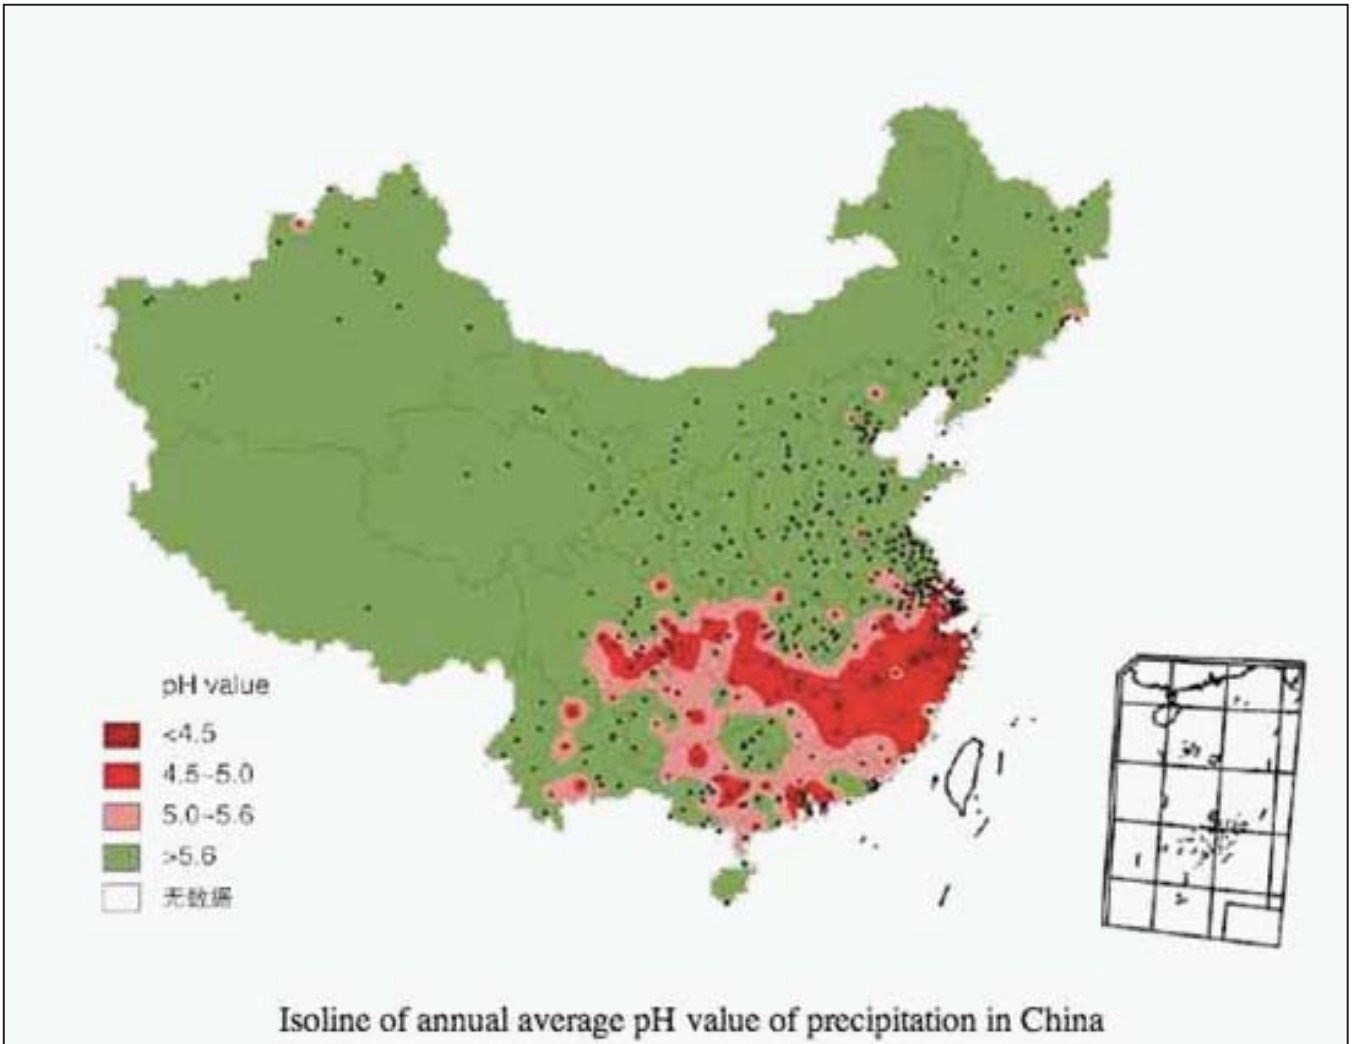 pH value
<4.5
4.5-5.0
5.0-5.6
>5.6
无数据
Isoline of annual average pH value of precipitation in China